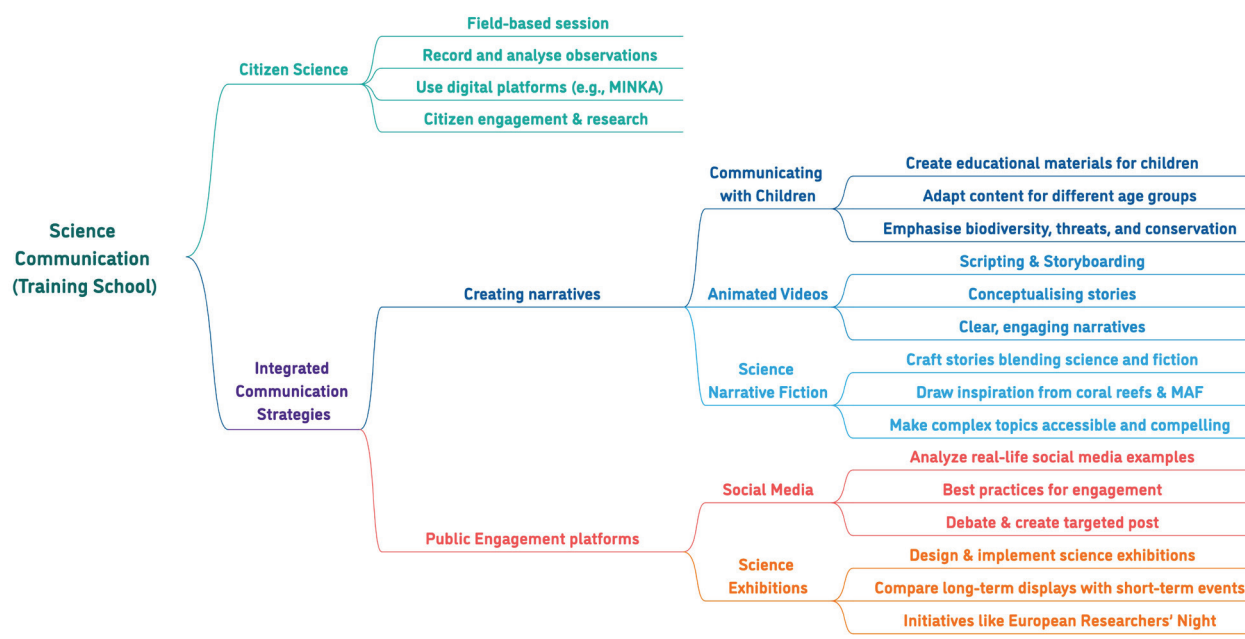 Science
Communication
(Training School)
Citizen Science
Field-based session
Record and analyse observations
Use digital platforms (e.g., MINKA)
Citizen engagement & research
Integrated
Communication
Strategies
Creating narratives
Communicating
with Children
Create educational materials for children
Adapt content for different age groups
Emphasise biodiversity, threats, and conservation
Animated Videos
Scripting & Storyboarding
Conceptualising stories
Clear, engaging narratives
Science
Narrative Fiction
Craft stories blending science and fiction
Draw inspiration from coral reefs & MAF
Make complex topics accessible and compelling
Public Engagement platforms
Social Media
Analyze real-life social media examples
Best practices for engagement
Debate & create targeted post
Science
Exhibitions
Design & implement science exhibitions
Compare long-term displays with short-term events
Initiatives like European Researchers’ Night